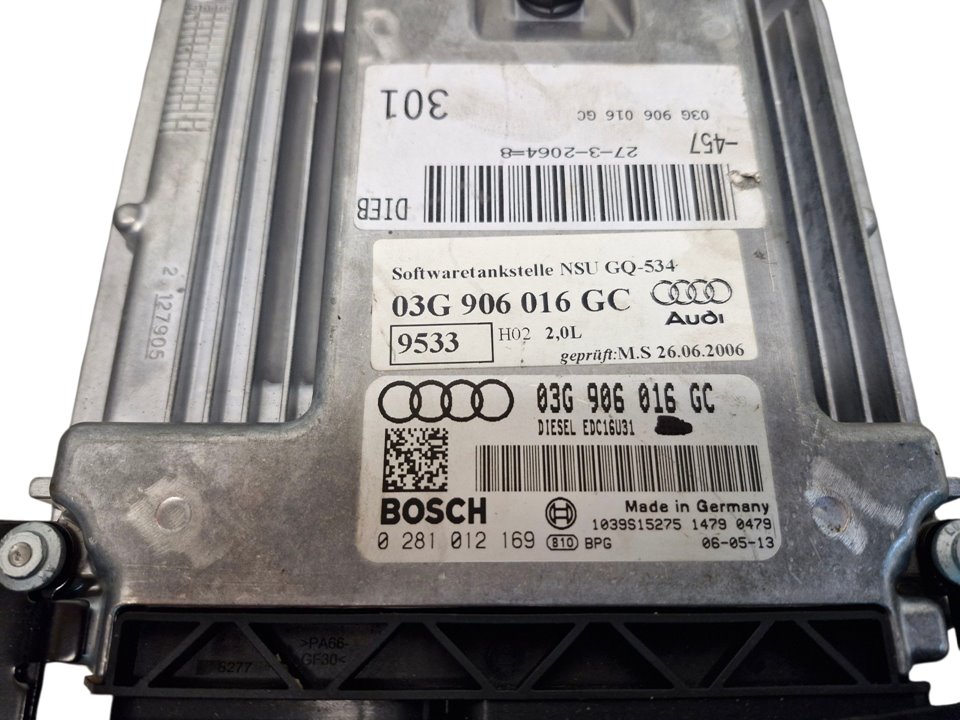 301
03G 906 016 GC
-457
27-3-2064-8
DIEB
Softwaretankstelle NSU GQ-534
03G 906 016 GC
Audi
9533 H02 2,0L
geprüft:M.S 26.06.2006
03G 906 016 GC
DIESEL EDC16U31
BOSCH
Made in Germany
1039S15275 1479 0479
0 281 012 169 810 BPG 06-05-13
2 127905
>PA66-
GF30<
6277